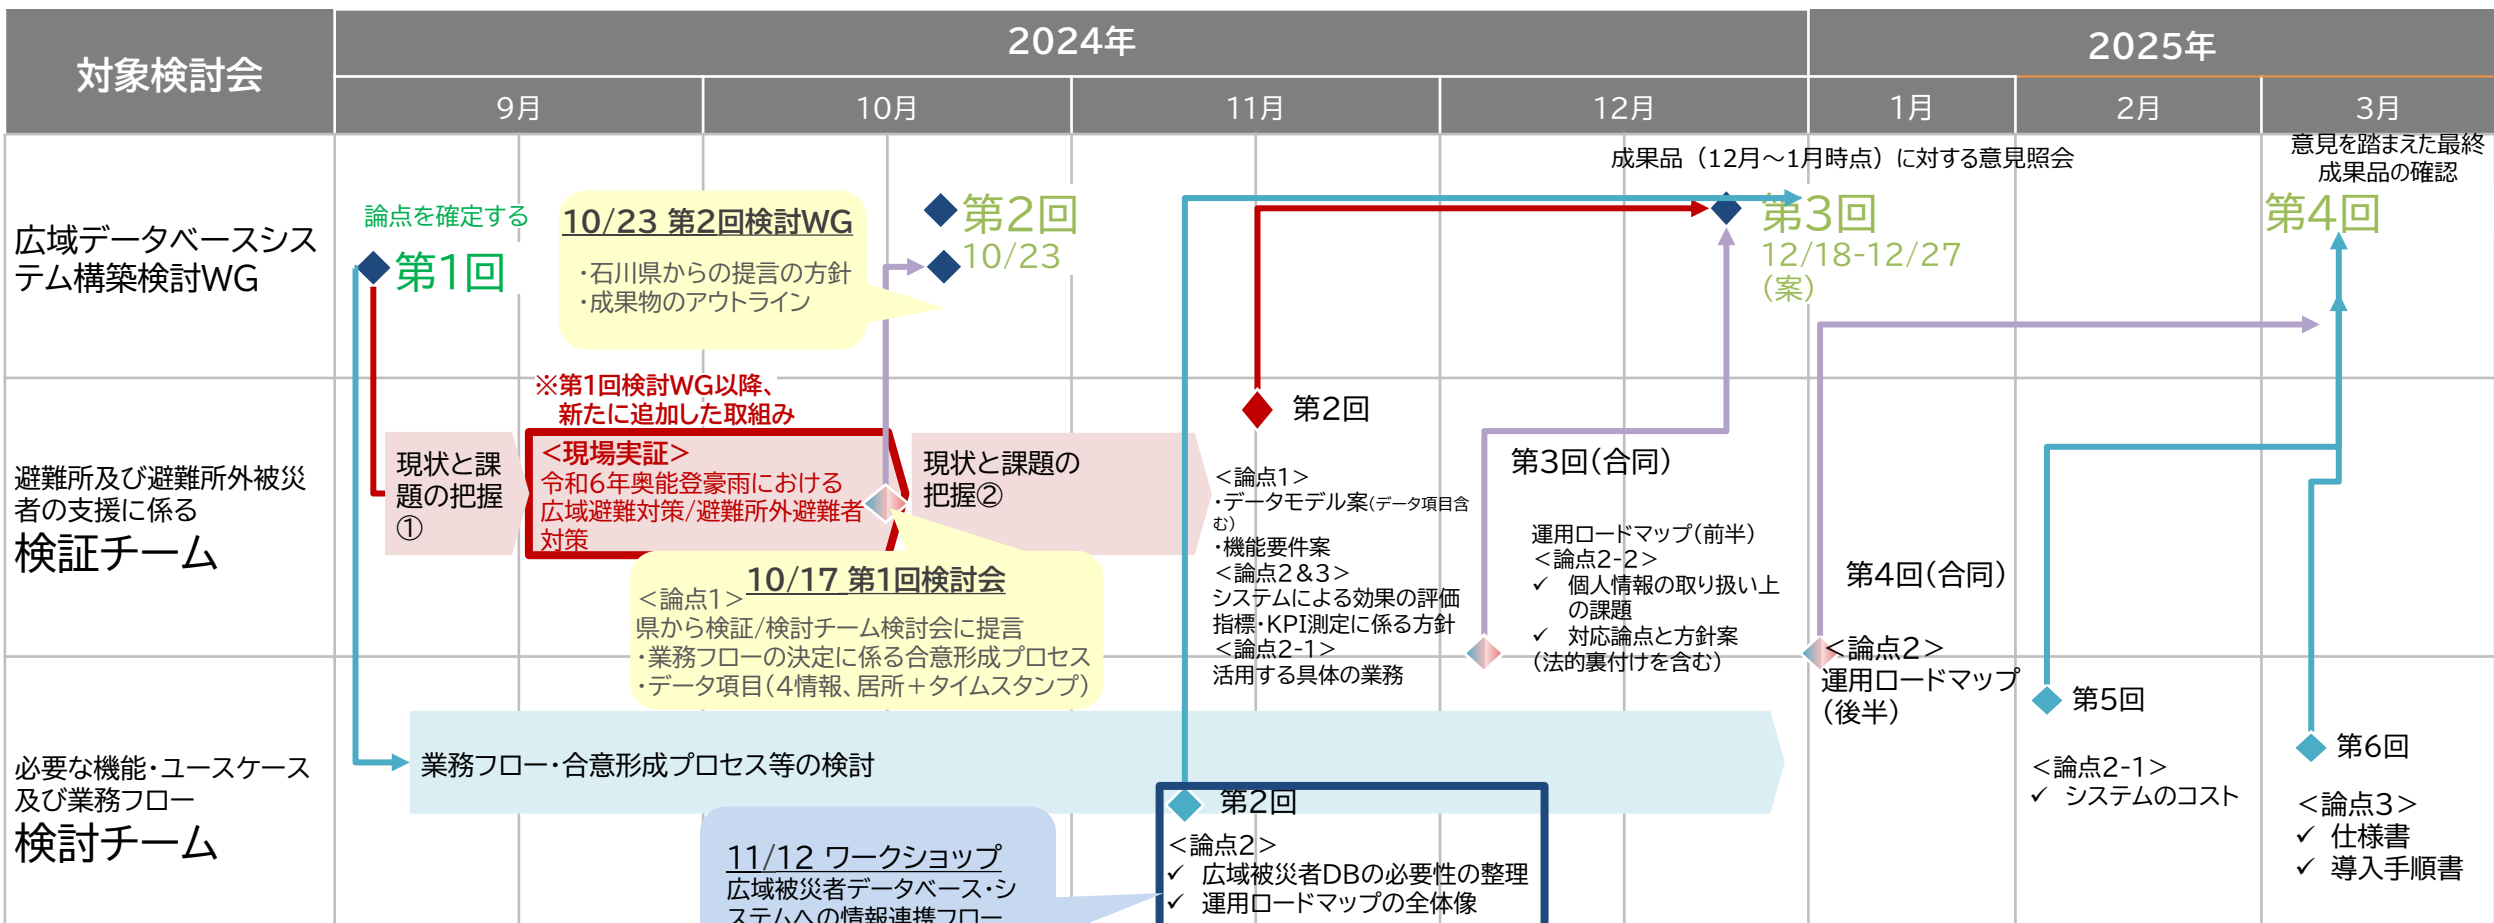 対象検討会
2024年
2025年
9月
10月
11月
12月
1月
2月
3月
広域データベースシス
テム構築検討WG
論点を確定する
第1回
10/23 第2回検討WG
・石川県からの提言の方針
・成果物のアウトライン
第2回
10/23
成果品（12月～1月時点）に対する意見照会
第3回
12/18-12/27
（案）
意見を踏まえた最終
成果品の確認
第4回
避難所及び避難所外被災
者の支援に係る
検証チーム
※第1回検討WG以降、
新たに追加した取組み
現状と課
題の把握
①
＜現場実証＞
令和6年奥能登豪雨における
広域避難対策/避難所外避難者
対策
現状と課題の
把握②
10/17 第1回検討会
＜論点1＞
県から検証/検討チーム検討会に提言
・業務フローの決定に係る合意形成プロセス
・データ項目（4情報、居所＋タイムスタンプ）
第2回
＜論点1＞
・データモデル案（データ項目含
む）
・機能要件案
＜論点2＆3＞
システムによる効果の評価
指標・KPI測定に係る方針
＜論点2-1＞
活用する具体の業務
第3回（合同）
運用ロードマップ（前半）
＜論点2-2＞
✓ 個人情報の取り扱い上
の課題
✓ 対応論点と方針案
（法的裏付けを含む）
第4回（合同）
＜論点2＞
運用ロードマップ
（後半）
必要な機能・ユースケース
及び業務フロー
検討チーム
業務フロー・合意形成プロセス等の検討
11/12 ワークショップ
広域被災者データベース・シ
ステムへの情報連携フロー
第2回
＜論点2＞
✓ 広域被災者DBの必要性の整理
✓ 運用ロードマップの全体像
第5回
＜論点2-1＞
✓ システムのコスト
第6回
＜論点3＞
✓ 仕様書
✓ 導入手順書